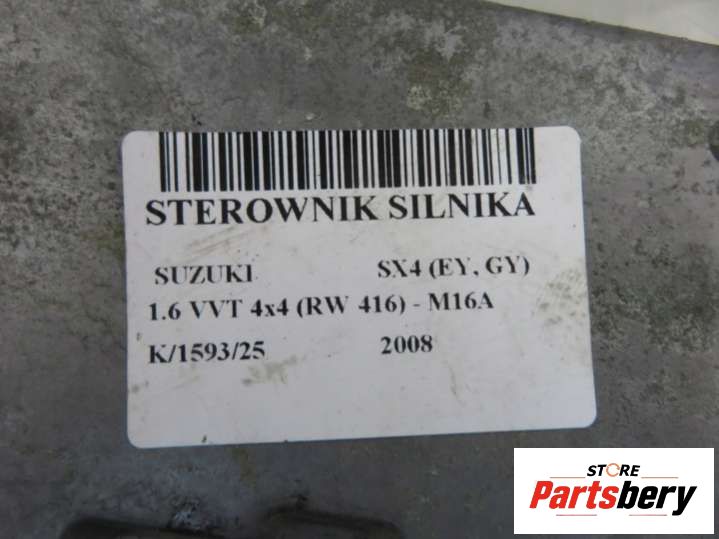 STEROWNIK SILNIKA
SUZUKI SX4 (EY, GY)
1.6 VVT 4x4 (RW 416) - M16A
K/1593/25 2008
STORE
Partsbery